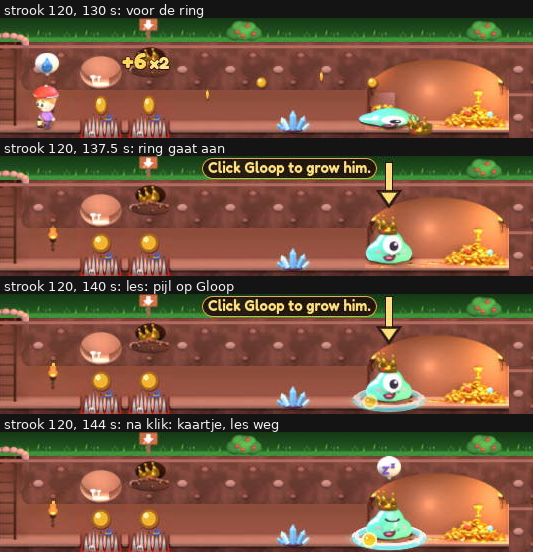 strook 120, 130 s: voor de ring
+6 x2
strook 120, 137.5 s: ring gaat aan
Click Gloop to grow him.
strook 120, 140 s: les: pijl op Gloop
Click Gloop to grow him.
strook 120, 144 s: na klik: kaartje, les weg
z z